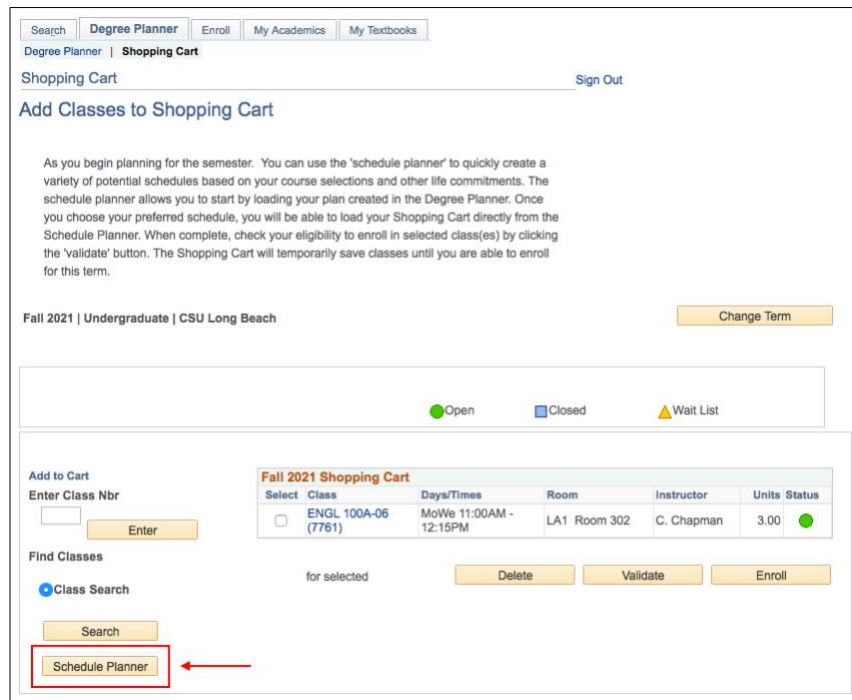 Search Degree Planner Enroll My Academics My Textbooks
Degree Planner | Shopping Cart
Shopping Cart Sign Out
Add Classes to Shopping Cart
As you begin planning for the semester. You can use the 'schedule planner' to quickly create a
variety of potential schedules based on your course selections and other life commitments. The
schedule planner allows you to start by loading your plan created in the Degree Planner. Once
you choose your preferred schedule, you will be able to load your Shopping Cart directly from the
Schedule Planner. When complete, check your eligibility to enroll in selected class(es) by clicking
the 'validate' button. The Shopping Cart will temporarily save classes until you are able to enroll
for this term.
Fall 2021 | Undergraduate | CSU Long Beach Change Term
Open Closed Wait List
Add to Cart
Enter Class Nbr
Enter
Find Classes
Class Search
Search
Schedule Planner
Fall 2021 Shopping Cart
Select Class Days/Times Room Instructor Units Status
ENGL 100A-06 MoWe 11:00AM - LA1 Room 302 C. Chapman 3.00
(7761) 12:15PM
for selected Delete Validate Enroll